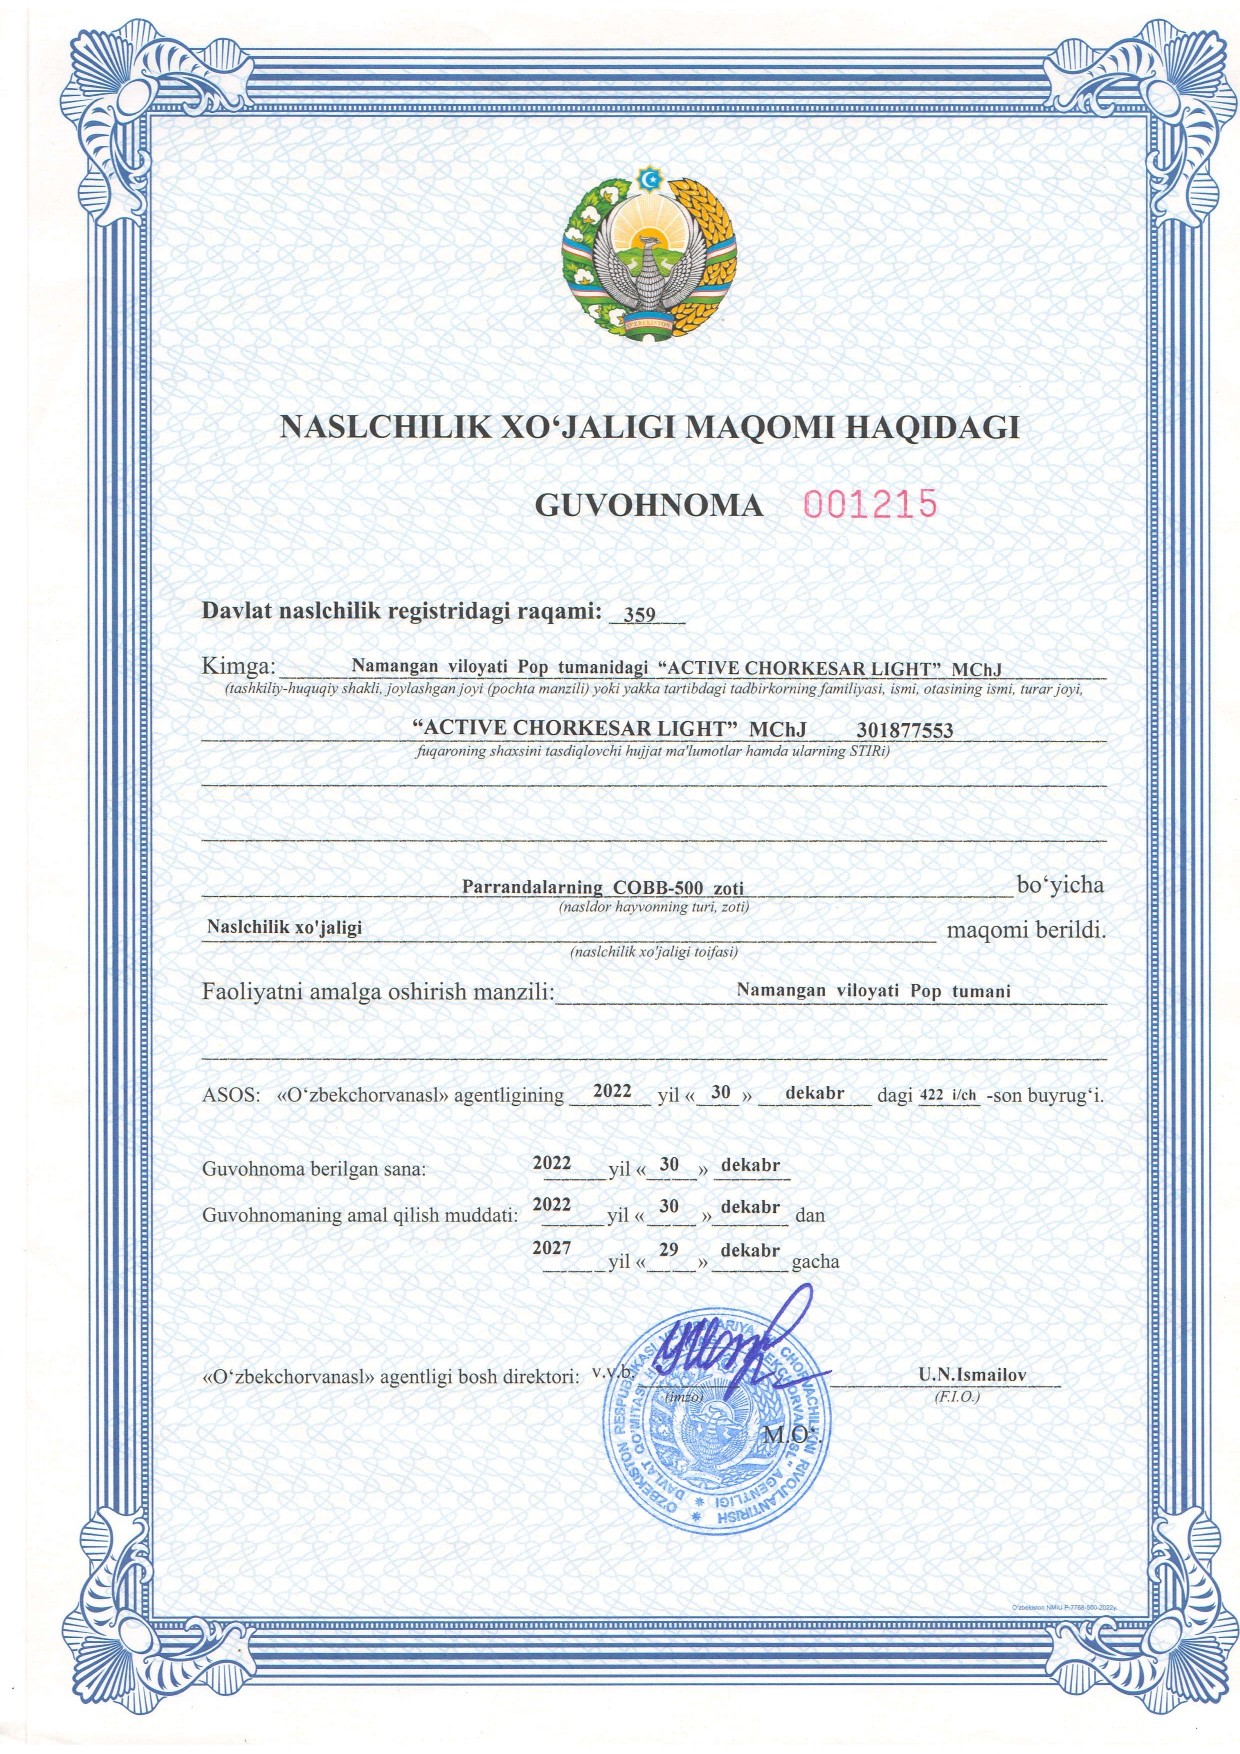 O'ZBEKISTON
NASLCHILIK XO‘JALIGI MAQOMI HAQIDAGI
GUVOHNOMA 001215
Davlat naslchilik registridagi raqami: 359
Kimga: Namangan viloyati Pop tumanidagi “ACTIVE CHORKESAR LIGHT” MChJ
(tashkiliy-huquqiy shakli, joylashgan joyi (pochta manzili) yoki yakka tartibdagi tadbirkorning familiyasi, ismi, otasining ismi, turar joyi,
“ACTIVE CHORKESAR LIGHT” MChJ 301877553
fuqaroning shaxsini tasdiqlovchi hujjat ma'lumotlar hamda ularning STIRi)
Parrandalarning COBB-500 zoti bo‘yicha
(nasldor hayvonning turi, zoti)
Naslchilik xo'jaligi maqomi berildi.
(naslchilik xo'jaligi toifasi)
Faoliyatni amalga oshirish manzili: Namangan viloyati Pop tumani
ASOS: «O‘zbekchorvanasl» agentligining 2022 yil « 30 » dekabr dagi 422 i/ch -son buyrug‘i.
Guvohnoma berilgan sana: 2022 yil « 30 » dekabr
Guvohnomaning amal qilish muddati: 2022 yil « 30 » dekabr dan
2027 yil « 29 » dekabr gacha
«O‘zbekchorvanasl» agentligi bosh direktori: v.v.b. U.N.Ismailov
(imzo) (F.I.O.)
M.O‘.
O'ZBEKISTON RESPUBLIKASI VETERINARIYA VA CHORVACHILIKNI RIVOJLANTIRISH
DAVLAT QO'MITASI "O'ZBEKCHORVANASL" AGENTLIGI
O'zbekiston NMIU P-7768-500-2022y.